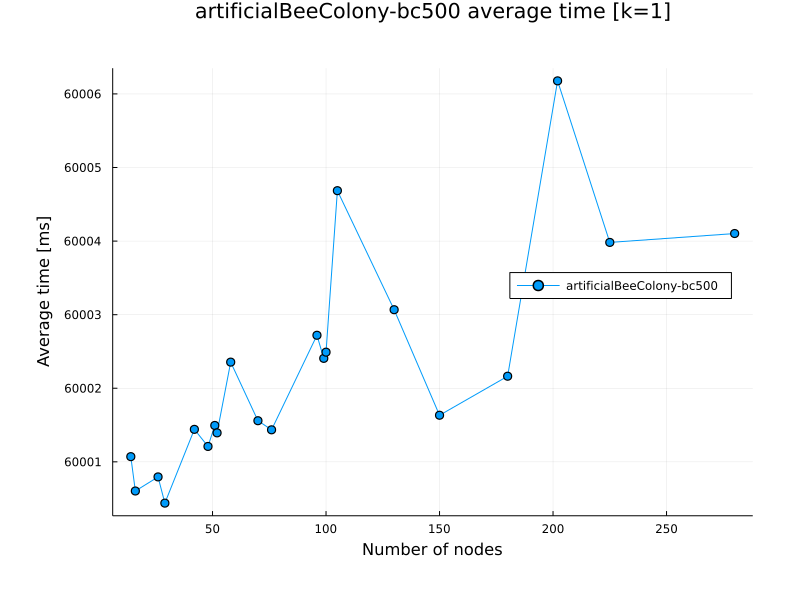 artificialBeeColony-bc500 average time [k=1]
Average time [ms]
60006
60005
60004
60003
60002
60001
artificialBeeColony-bc500
50 100 150 200 250
Number of nodes